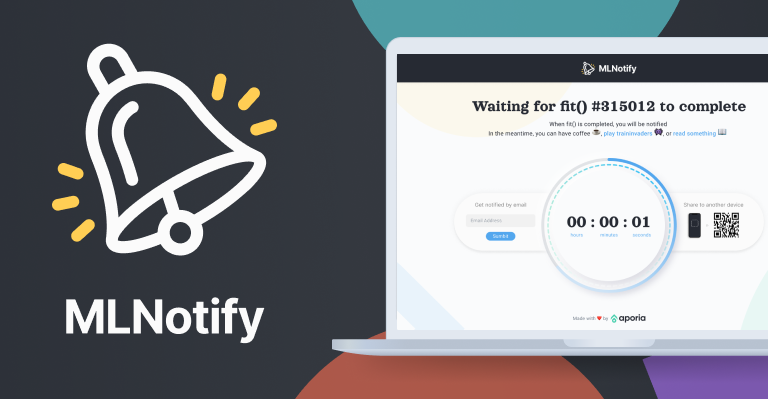 MLNotify
MLNotify
Waiting for fit() #315012 to complete
When fit() is completed, you will be notified
In the meantime, you can have coffee ☕, play traininvaders 👾, or read something 📖
Get notified by email
Email Address
Share to another device
00 : 00 : 01
hours minutes seconds
Made with ❤ by aporia